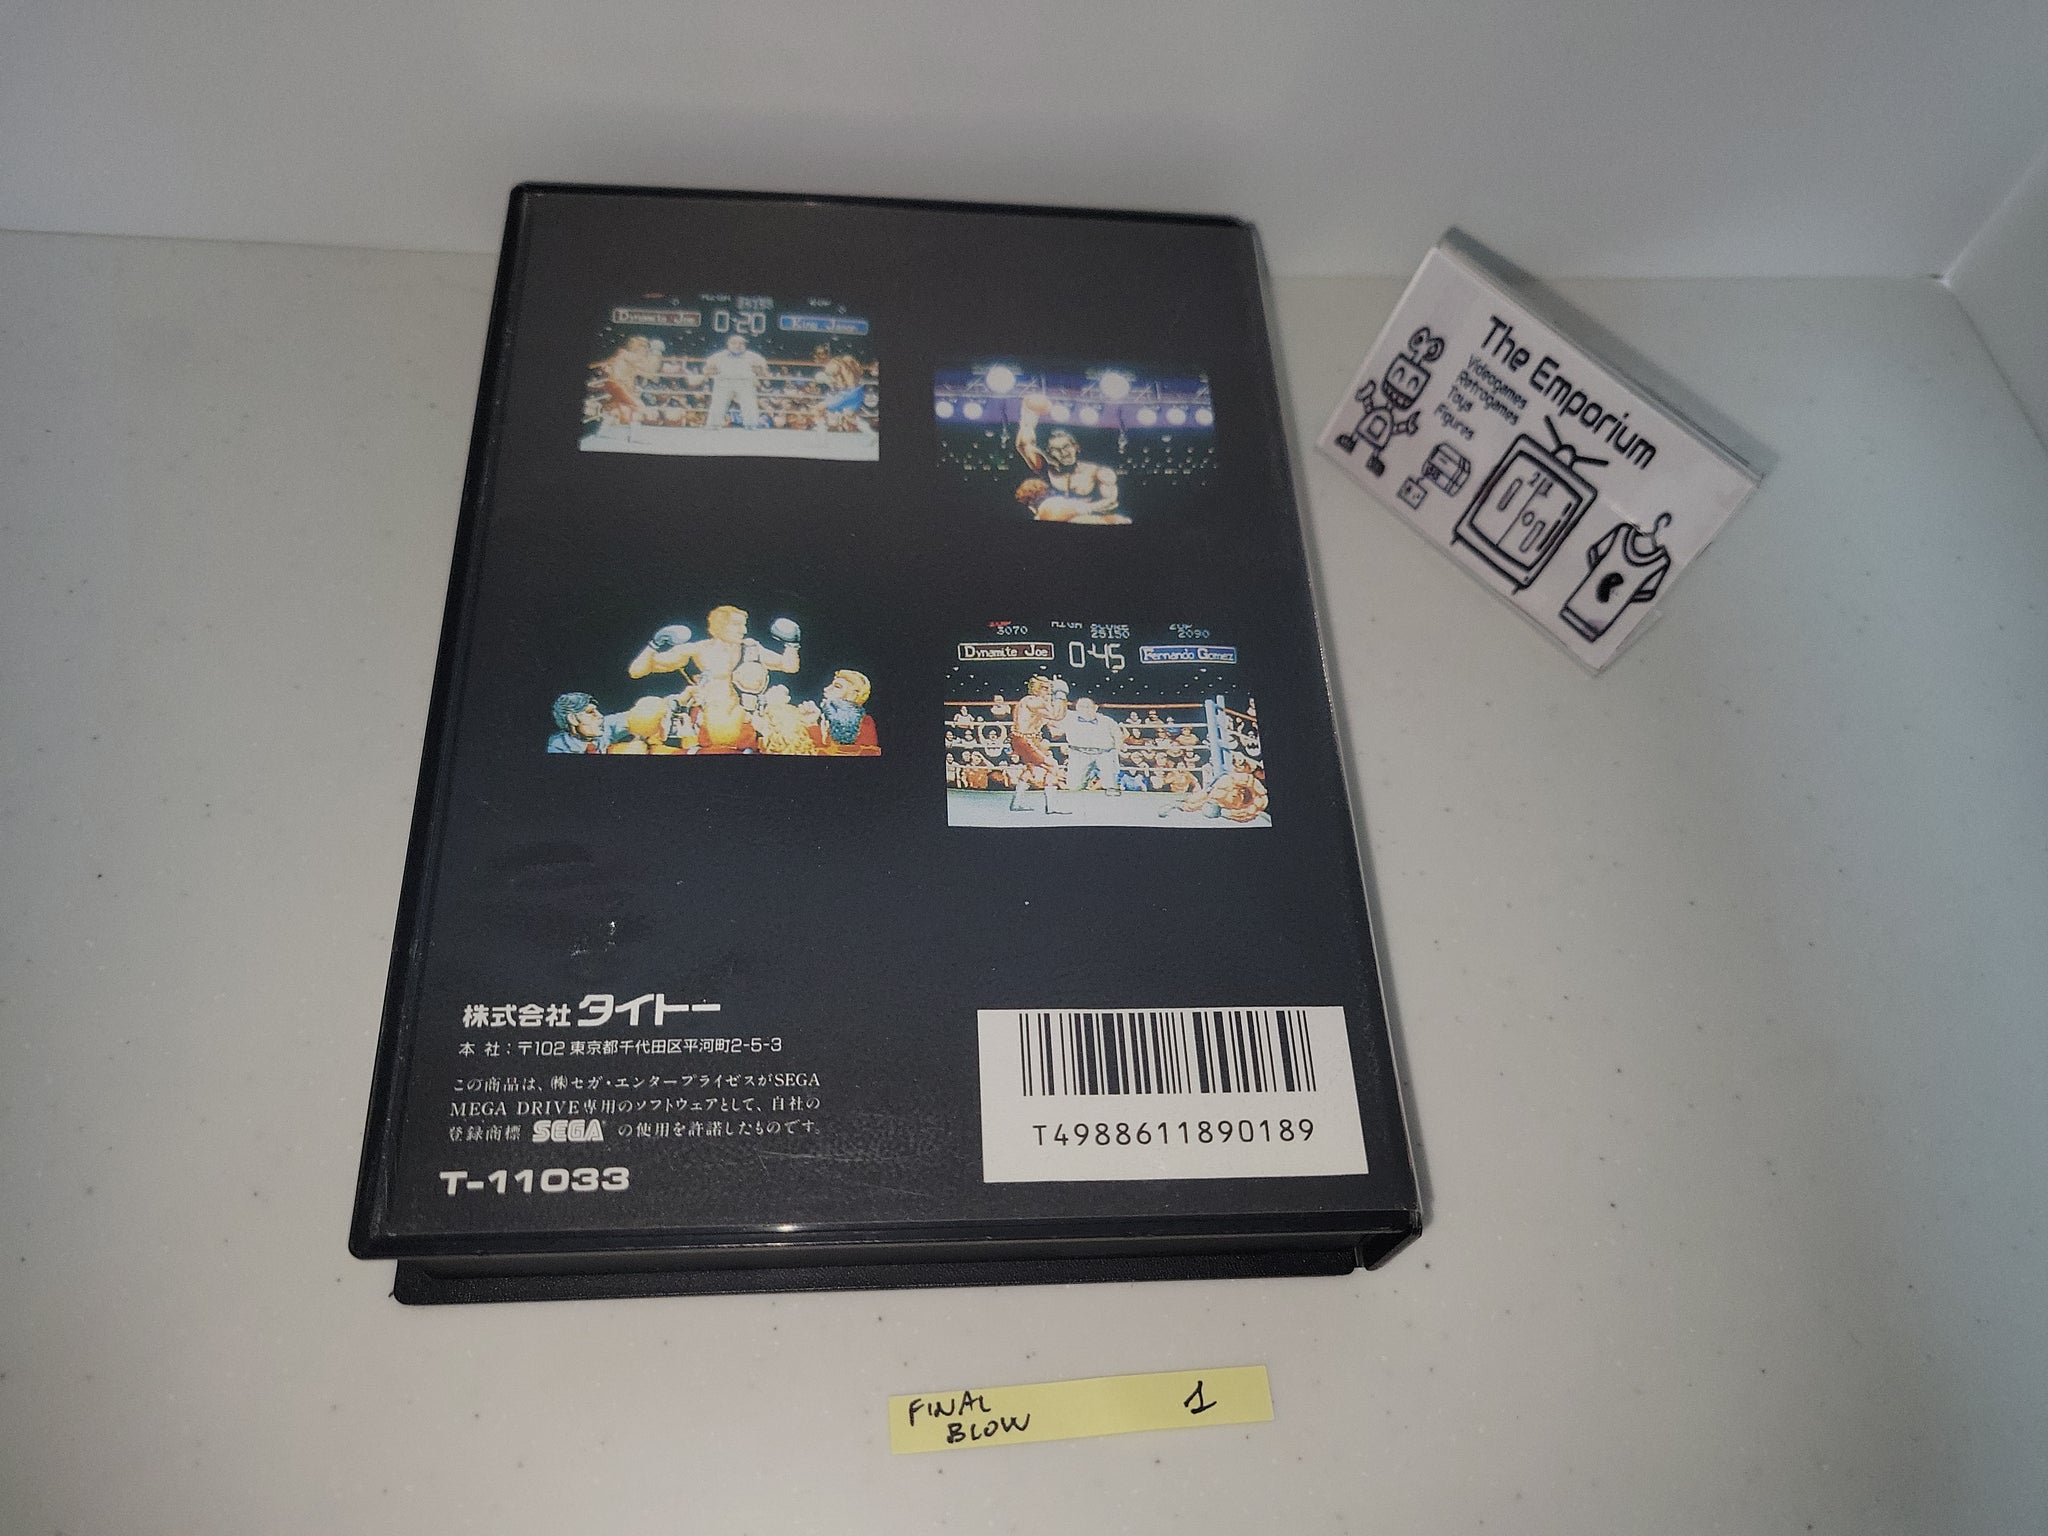 Dynamite Joe 0:20
株式会社 タイトー
本 社:〒102 東京都千代田区平河町2-5-3
この商品は、㈱セガ・エンタープライゼスがSEGA
MEGA DRIVE専用のソフトウェアとして、自社の
登録商標 SEGA の使用を許諾したものです。
T-11033
3070 HIGH SCORE 25150 2UP 2090
Dynamite Joe 0:45 Fernando Gomez
T4988611890189
The Emporium
Videogames
Retrogames
Toys
Figures
FINAL 1
BLOW